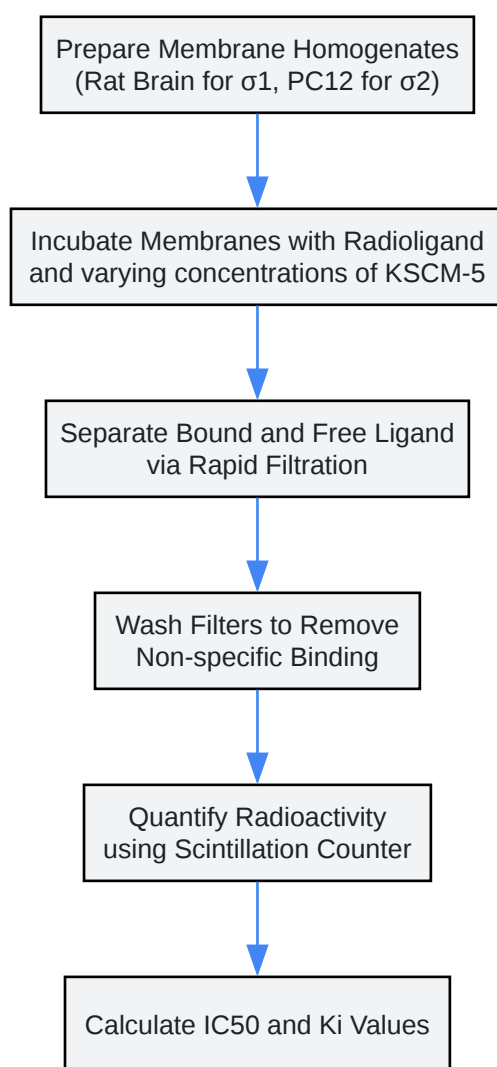 Prepare Membrane Homogenates
(Rat Brain for σ1, PC12 for σ2)
Incubate Membranes with Radioligand
and varying concentrations of KSCM-5
Separate Bound and Free Ligand
via Rapid Filtration
Wash Filters to Remove
Non-specific Binding
Quantify Radioactivity
using Scintillation Counter
Calculate IC50 and Ki Values